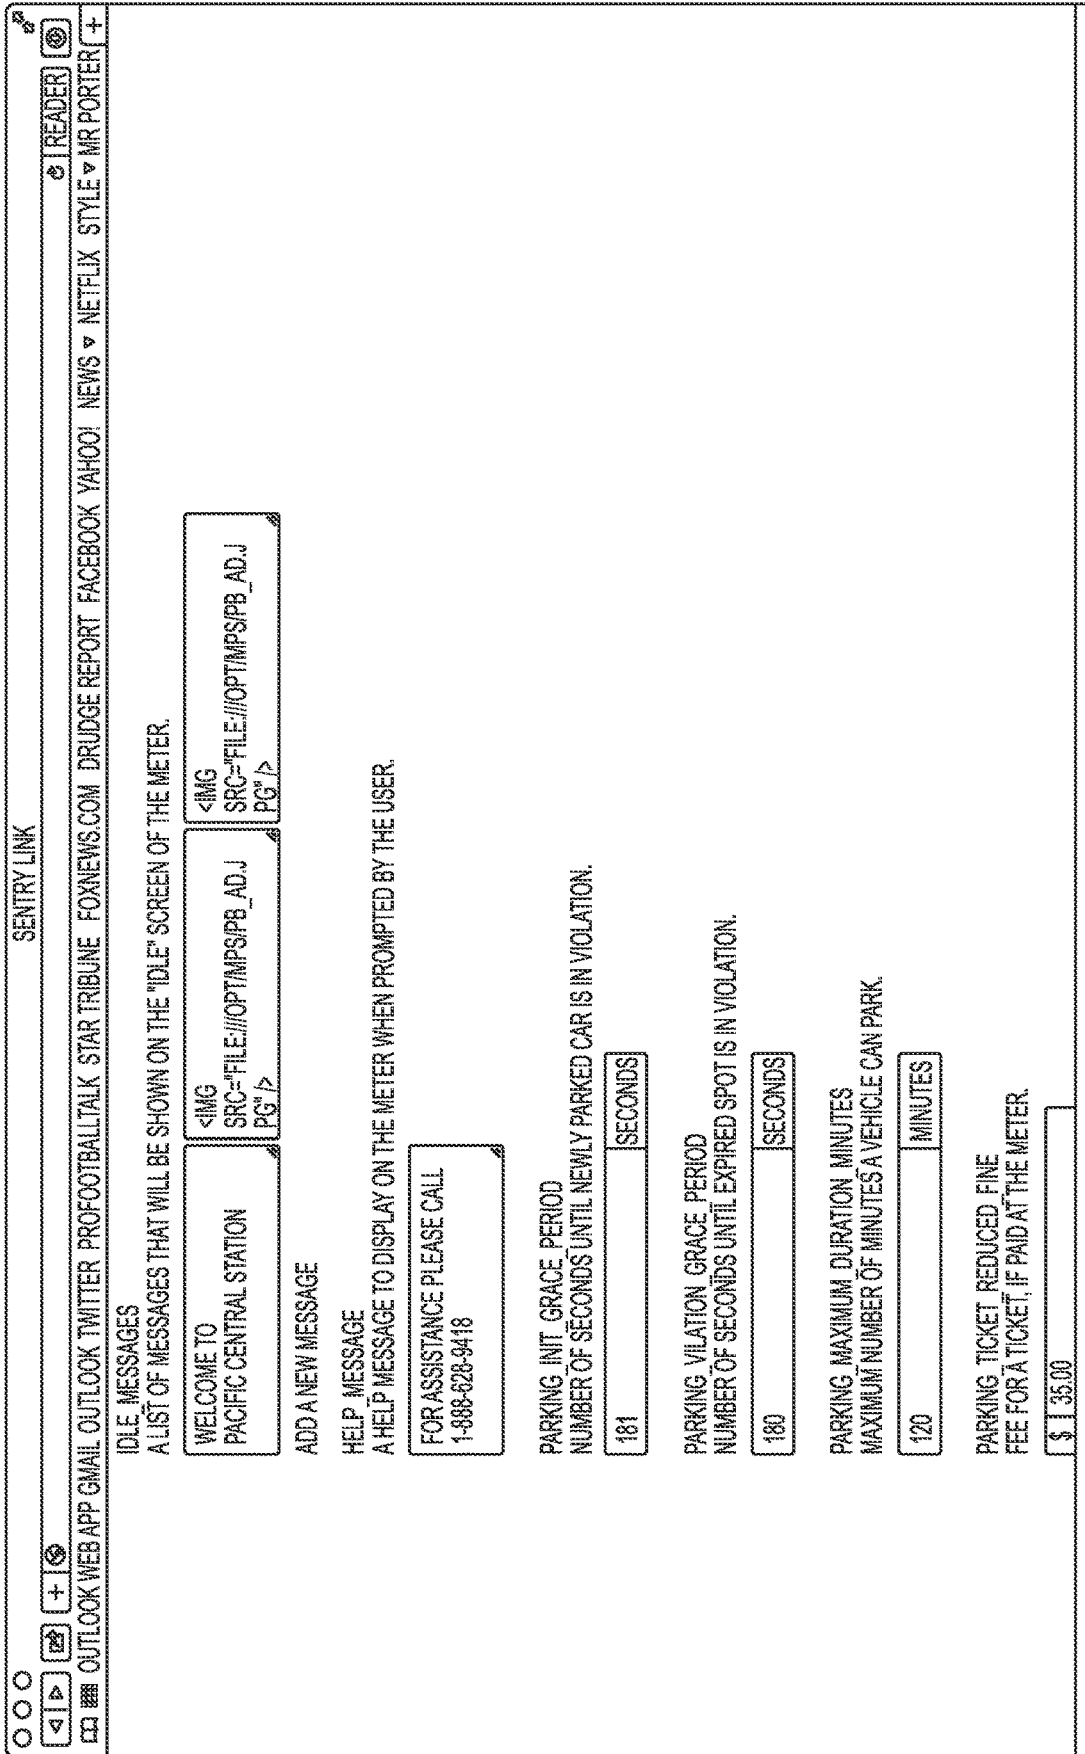 SENTRY LINK
READER
OUTLOOK WEB APP GMAIL OUTLOOK TWITTER PROFOOTBALLTALK STAR TRIBUNE FOXNEWS.COM DRUDGE REPORT FACEBOOK YAHOO! NEWS ▾ NETFLIX STYLE ▾ MR PORTER +
IDLE_MESSAGES
A LIST OF MESSAGES THAT WILL BE SHOWN ON THE "IDLE" SCREEN OF THE METER.
WELCOME TO
PACIFIC CENTRAL STATION
<IMG
SRC="FILE:///OPT/MPS/PB_AD.J
PG" />
<IMG
SRC="FILE:///OPT/MPS/PB_AD.J
PG" />
ADD A NEW MESSAGE
HELP_MESSAGE
A HELP MESSAGE TO DISPLAY ON THE METER WHEN PROMPTED BY THE USER.
FOR ASSISTANCE PLEASE CALL
1-888-628-9418
PARKING_INT_GRACE_PERIOD
NUMBER OF SECONDS UNTIL NEWLY PARKED CAR IS IN VIOLATION.
181 SECONDS
PARKING_VILATION_GRACE_PERIOD
NUMBER OF SECONDS UNTIL EXPIRED SPOT IS IN VIOLATION.
180 SECONDS
PARKING_MAXIMUM_DURATION_MINUTES
MAXIMUM NUMBER OF MINUTES A VEHICLE CAN PARK.
120 MINUTES
PARKING_TICKET_REDUCED_FINE
FEE FOR A TICKET, IF PAID AT THE METER.
$ 35.00